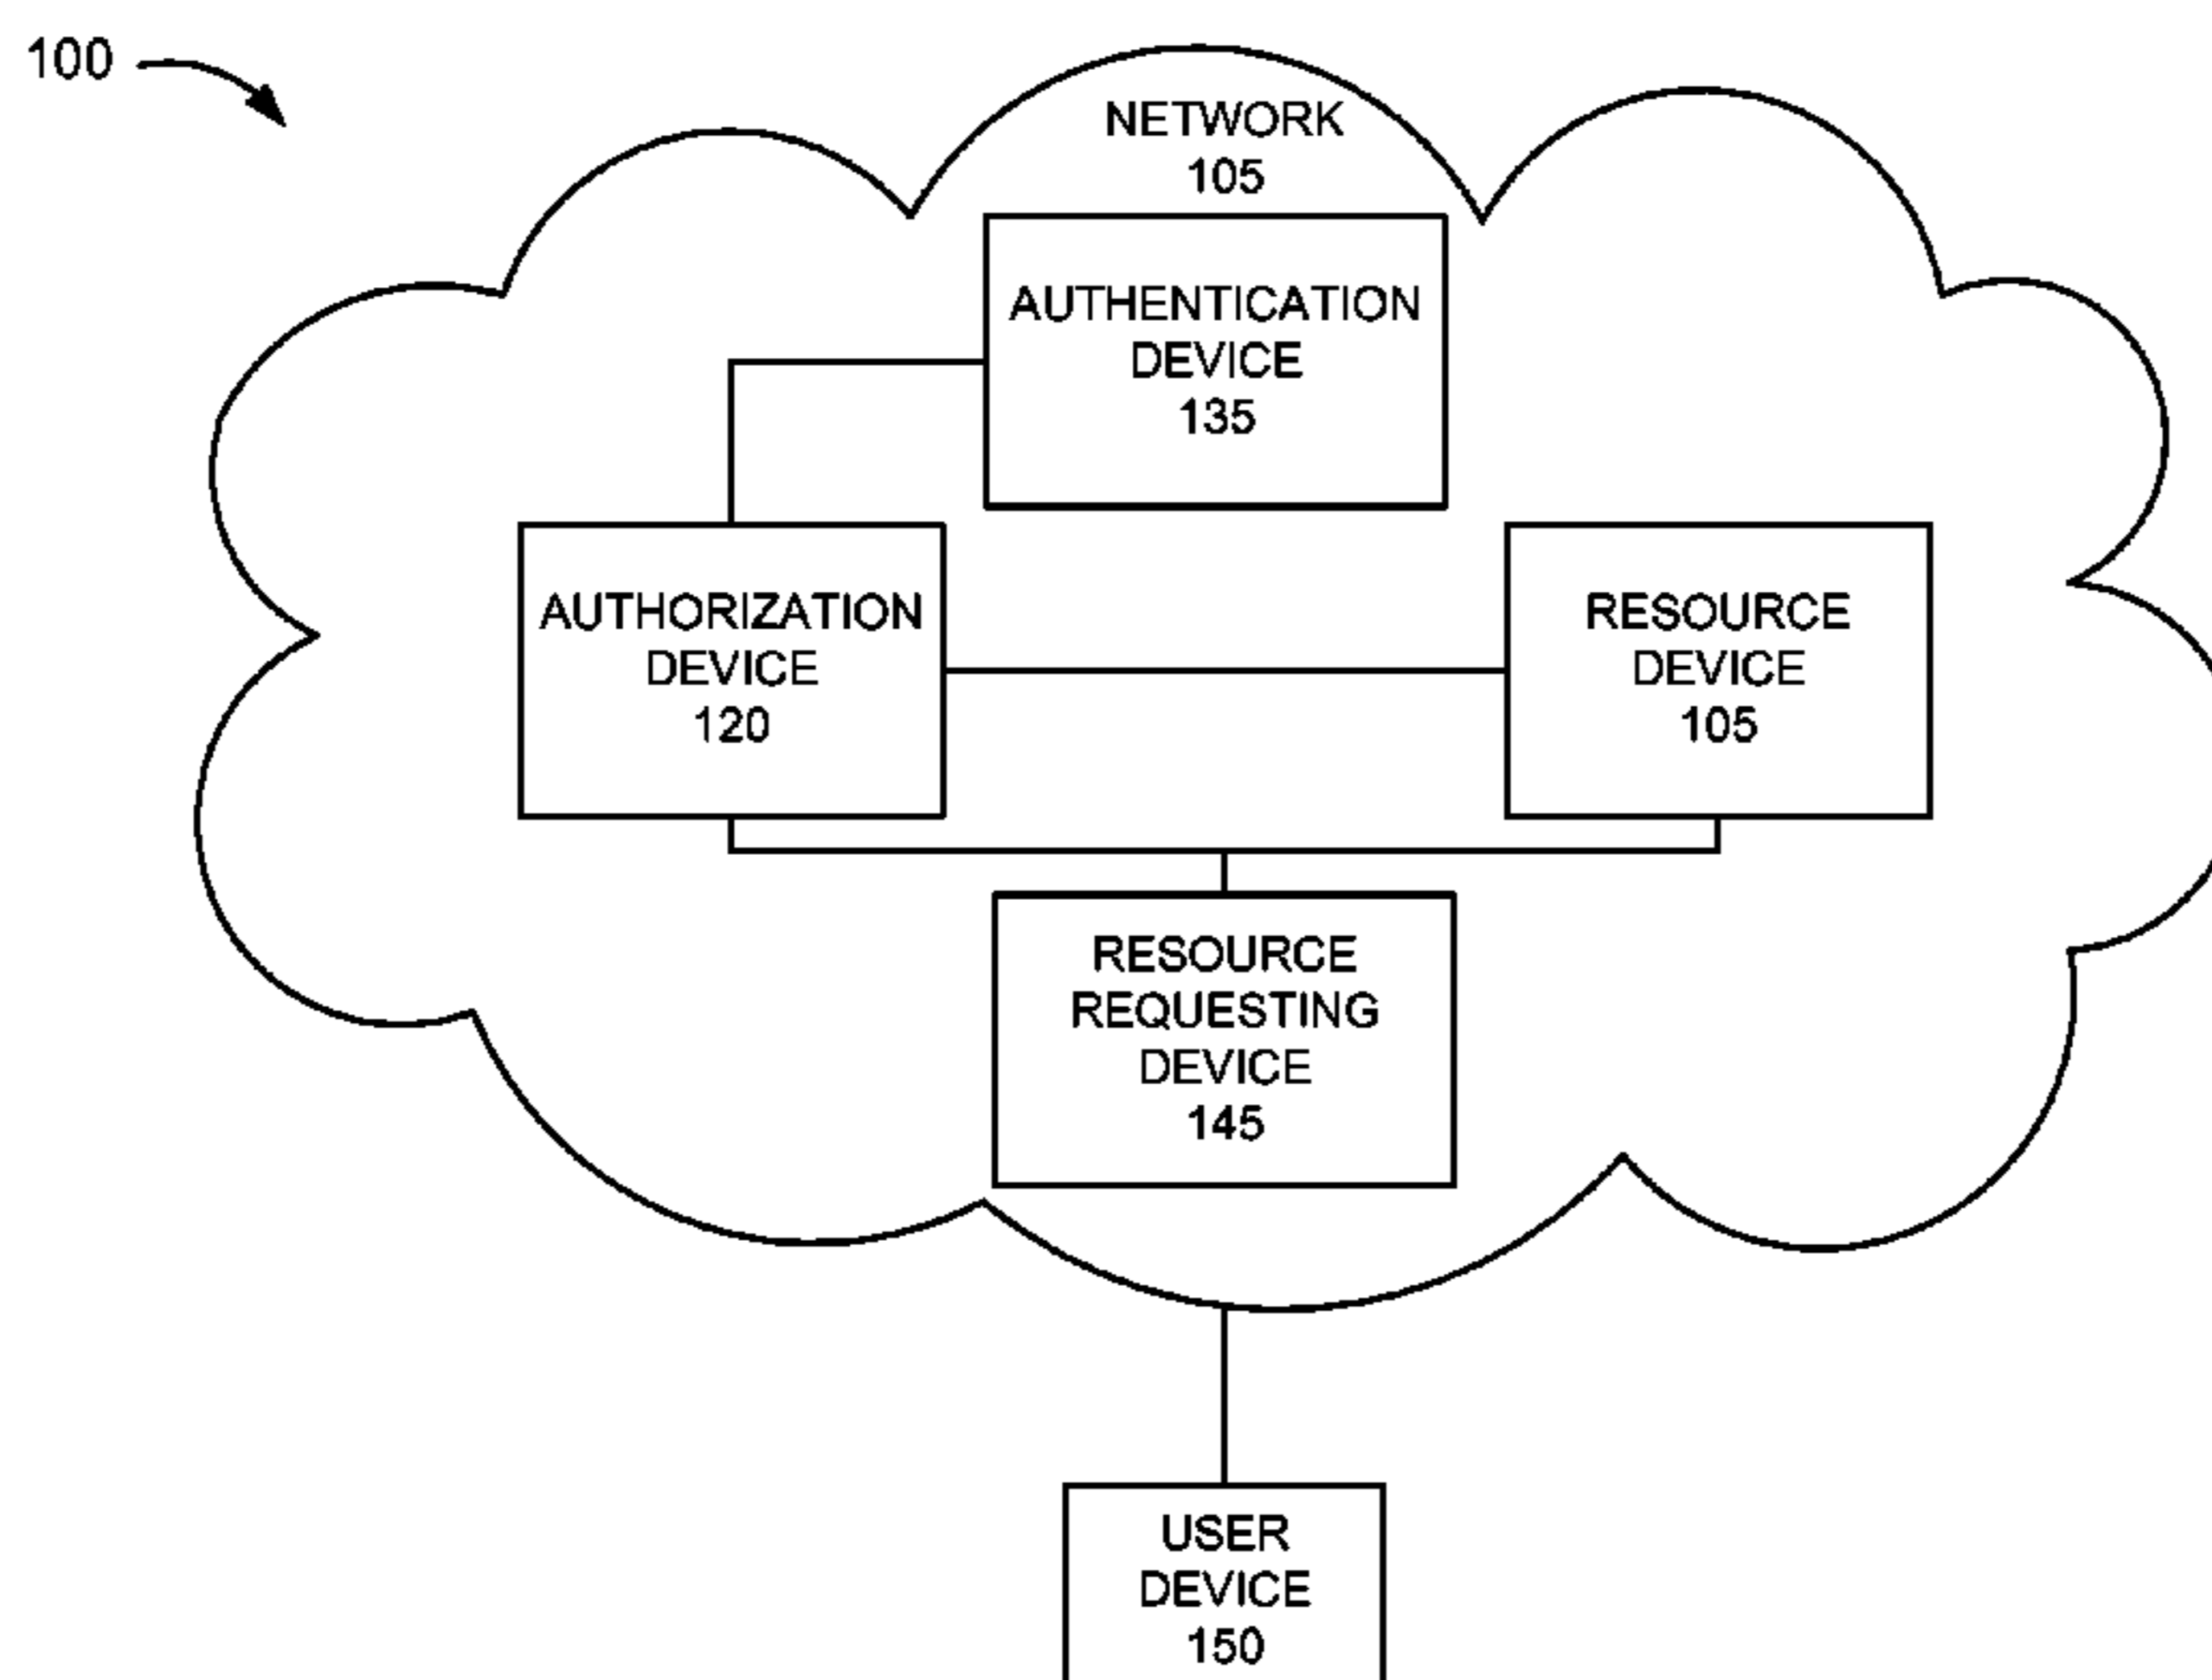 100
NETWORK
105
AUTHENTICATION
DEVICE
135
AUTHORIZATION
DEVICE
120
RESOURCE
DEVICE
105
RESOURCE
REQUESTING
DEVICE
145
USER
DEVICE
150